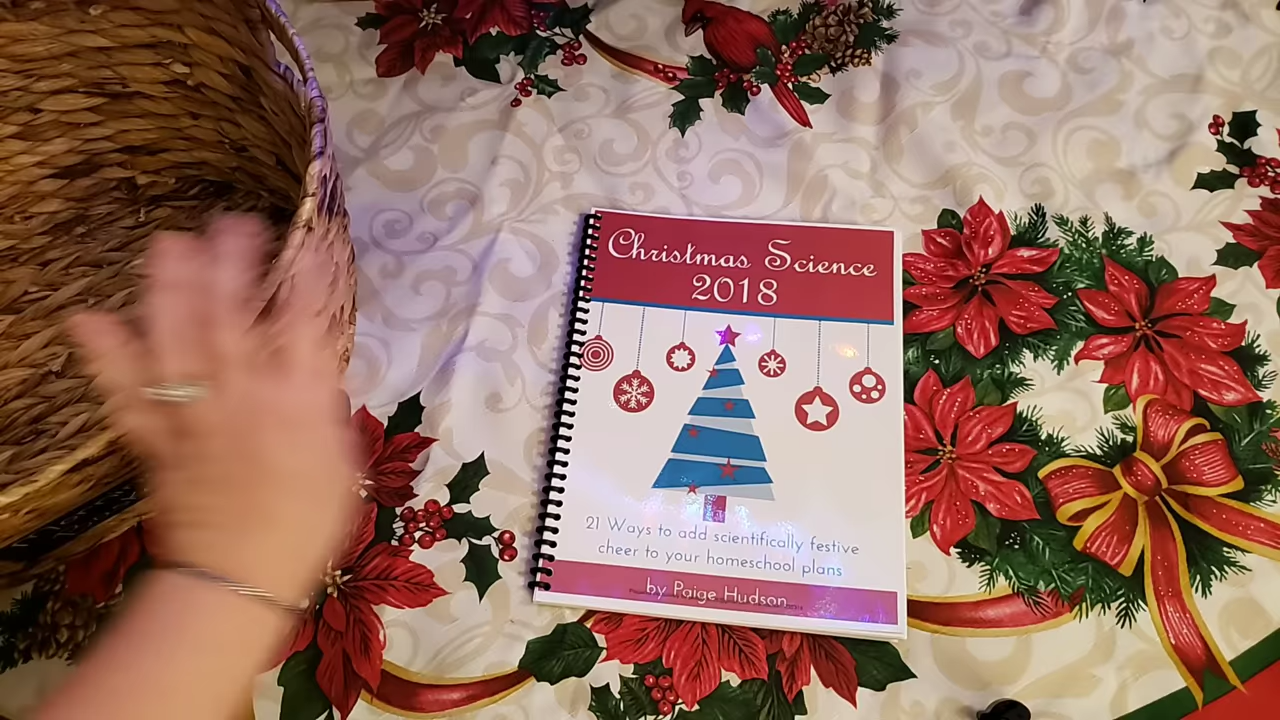 Christmas Science
2018
21 Ways to add scientifically festive
cheer to your homeschool plans
by Paige Hudson